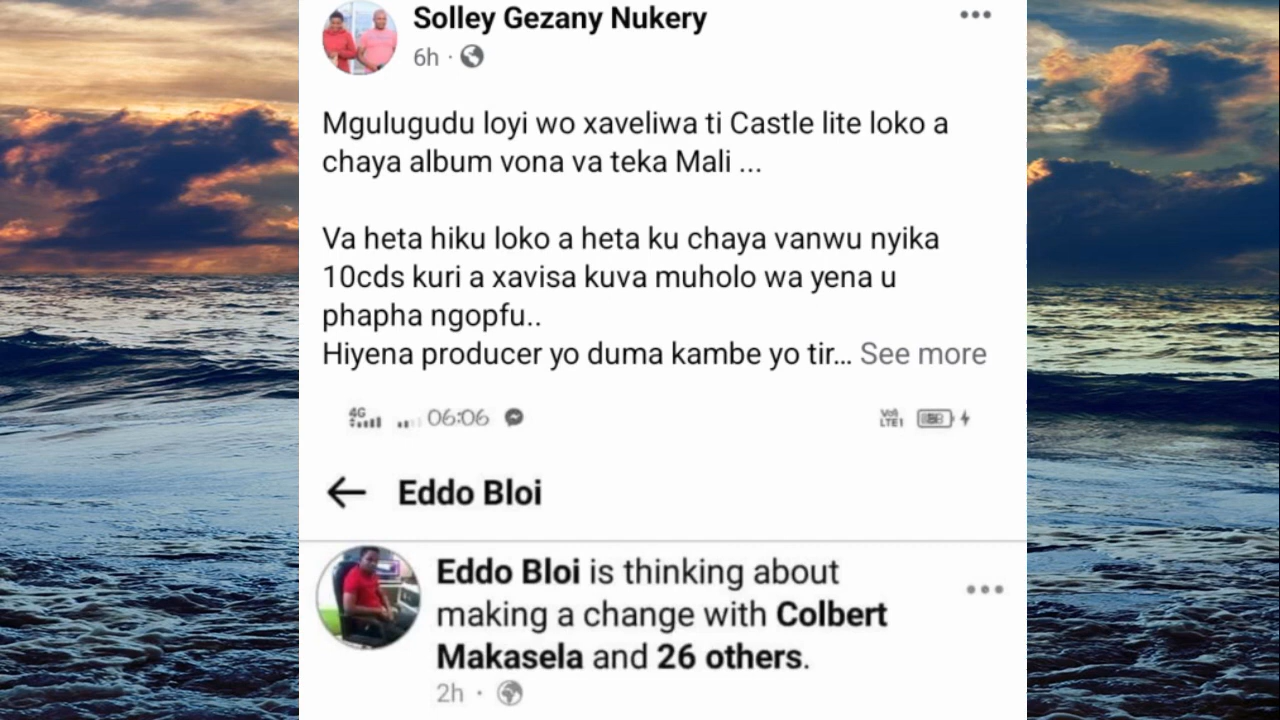 Solley Gezany Nukery
6h ·
Mgulugudu loyi wo xaveliwa ti Castle lite loko a
chaya album vona va teka Mali ...
Va heta hiku loko a heta ku chaya vanwu nyika
10cds kuri a xavisa kuva muholo wa yena u
phapha ngopfu..
Hiyena producer yo duma kambe yo tir... See more
4G 06:06 VoLTE1 88
Eddo Bloi
Eddo Bloi is thinking about
making a change with Colbert
Makasela and 26 others.
2h ·